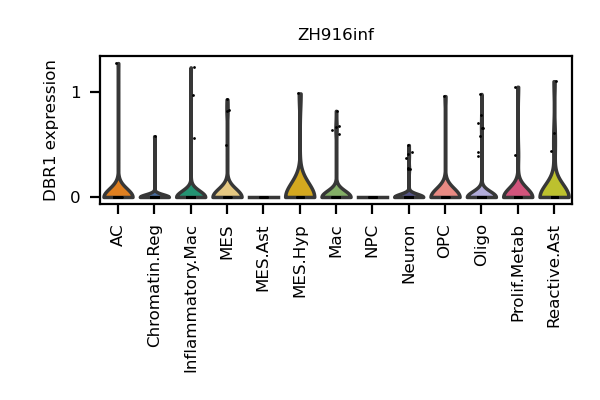 ZH916inf
DBR1 expression
1
0
AC
Chromatin.Reg
Inflammatory.Mac
MES
MES.Ast
MES.Hyp
Mac
NPC
Neuron
OPC
Oligo
Prolif.Metab
Reactive.Ast